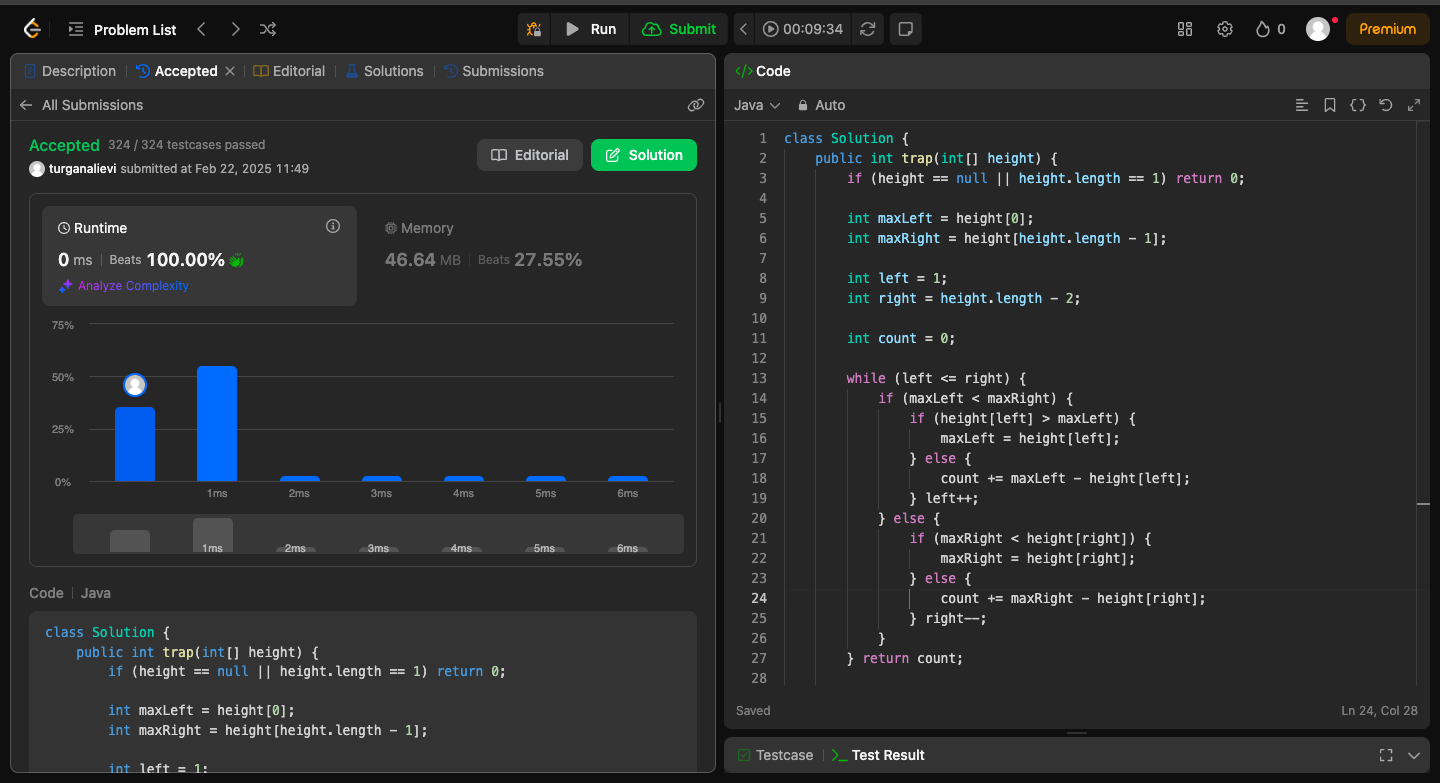 Problem List
Run
Submit
00:09:34
0
Premium
Description
Accepted
Editorial
Solutions
Submissions
All Submissions
Accepted 324 / 324 testcases passed
turganalievi submitted at Feb 22, 2025 11:49
Editorial
Solution
Runtime
0 ms | Beats 100.00%
Analyze Complexity
Memory
46.64 MB | Beats 27.55%
75%
50%
25%
0%
1ms 2ms 3ms 4ms 5ms 6ms
1ms 2ms 3ms 4ms 5ms 6ms
Code | Java
class Solution {
    public int trap(int[] height) {
        if (height == null || height.length == 1) return 0;

        int maxLeft = height[0];
        int maxRight = height[height.length - 1];

        int left = 1;
</> Code
Java
Auto
1 class Solution {
2     public int trap(int[] height) {
3         if (height == null || height.length == 1) return 0;
4
5         int maxLeft = height[0];
6         int maxRight = height[height.length - 1];
7
8         int left = 1;
9         int right = height.length - 2;
10
11         int count = 0;
12
13         while (left <= right) {
14             if (maxLeft < maxRight) {
15                 if (height[left] > maxLeft) {
16                     maxLeft = height[left];
17                 } else {
18                     count += maxLeft - height[left];
19                 } left++;
20             } else {
21                 if (maxRight < height[right]) {
22                     maxRight = height[right];
23                 } else {
24                     count += maxRight - height[right];
25                 } right--;
26             }
27         } return count;
28
Saved
Ln 24, Col 28
Testcase
Test Result